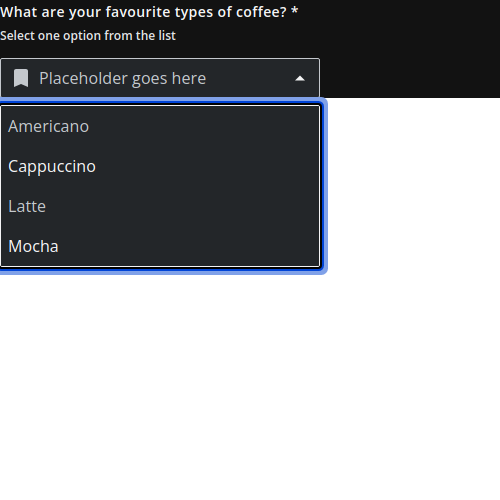 What are your favourite types of coffee? *
Select one option from the list
Placeholder goes here
Americano
Cappuccino
Latte
Mocha